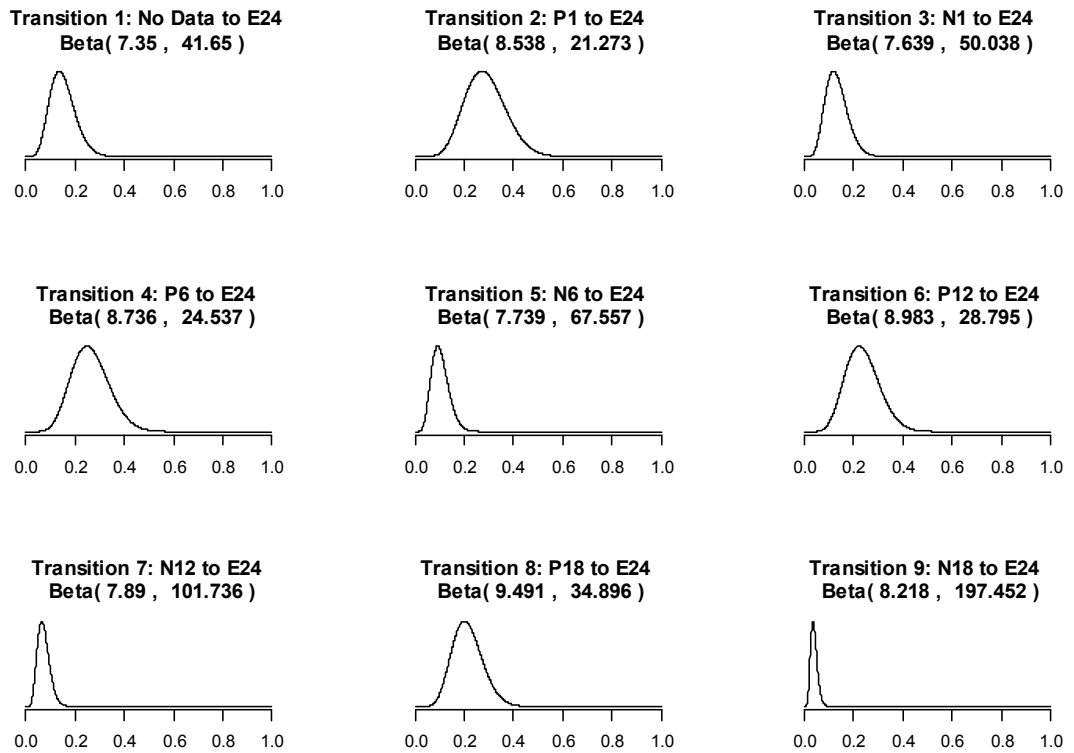 Transition 1: No Data to E24
Beta( 7.35 , 41.65 )
0.0 0.2 0.4 0.6 0.8 1.0
Transition 2: P1 to E24
Beta( 8.538 , 21.273 )
0.0 0.2 0.4 0.6 0.8 1.0
Transition 3: N1 to E24
Beta( 7.639 , 50.038 )
0.0 0.2 0.4 0.6 0.8 1.0
Transition 4: P6 to E24
Beta( 8.736 , 24.537 )
0.0 0.2 0.4 0.6 0.8 1.0
Transition 5: N6 to E24
Beta( 7.739 , 67.557 )
0.0 0.2 0.4 0.6 0.8 1.0
Transition 6: P12 to E24
Beta( 8.983 , 28.795 )
0.0 0.2 0.4 0.6 0.8 1.0
Transition 7: N12 to E24
Beta( 7.89 , 101.736 )
0.0 0.2 0.4 0.6 0.8 1.0
Transition 8: P18 to E24
Beta( 9.491 , 34.896 )
0.0 0.2 0.4 0.6 0.8 1.0
Transition 9: N18 to E24
Beta( 8.218 , 197.452 )
0.0 0.2 0.4 0.6 0.8 1.0